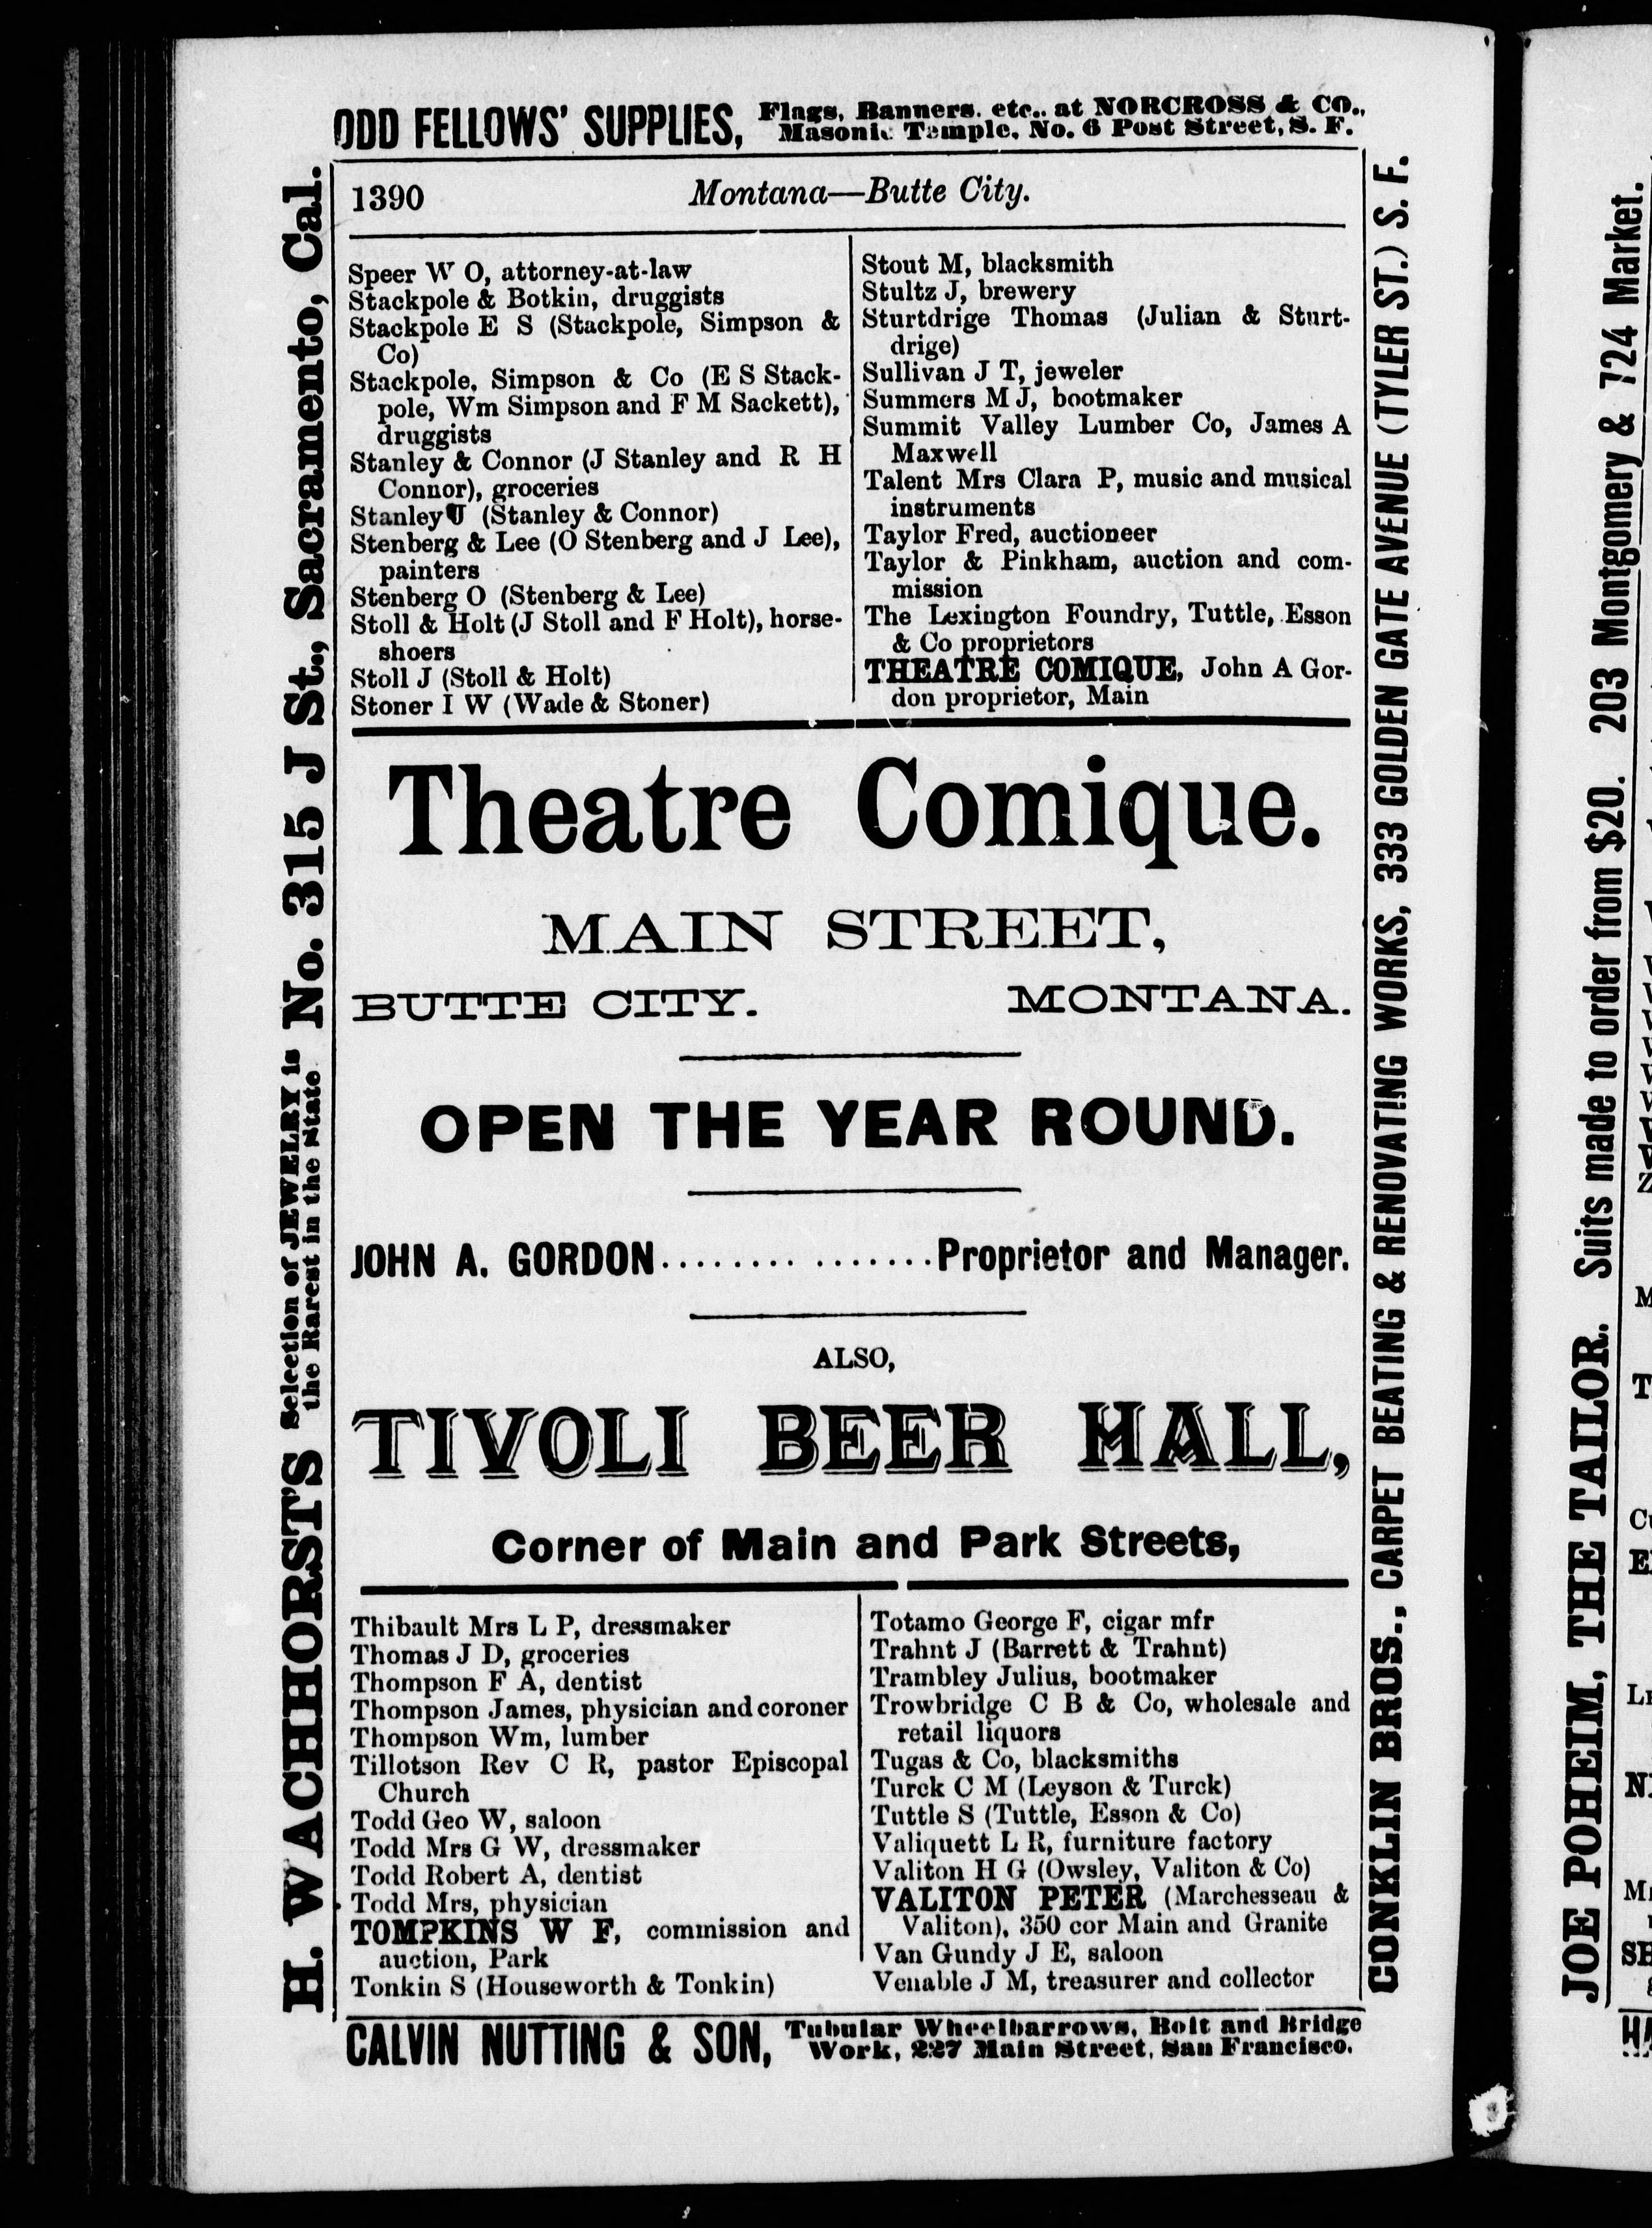 ODD FELLOWS' SUPPLIES, Flags, Banners, etc., at NORCROSS & CO.,
Masonic Temple, No. 6 Post Street, S. F.
1390
Montana—Butte City.
Speer W O, attorney-at-law
Stackpole & Botkin, druggists
Stackpole E S (Stackpole, Simpson &
Co)
Stackpole, Simpson & Co (E S Stack-
pole, Wm Simpson and F M Sackett),
druggists
Stanley & Connor (J Stanley and R H
Connor), groceries
Stanley J (Stanley & Connor)
Stenberg & Lee (O Stenberg and J Lee),
painters
Stenberg O (Stenberg & Lee)
Stoll & Holt (J Stoll and F Holt), horse-
shoers
Stoll J (Stoll & Holt)
Stoner I W (Wade & Stoner)
Stout M, blacksmith
Stultz J, brewery
Sturtdrige Thomas (Julian & Sturt-
drige)
Sullivan J T, jeweler
Summers M J, bootmaker
Summit Valley Lumber Co, James A
Maxwell
Talent Mrs Clara P, music and musical
instruments
Taylor Fred, auctioneer
Taylor & Pinkham, auction and com-
mission
The Lexington Foundry, Tuttle, Esson
& Co proprietors
THEATRE COMIQUE, John A Gor-
don proprietor, Main
Theatre Comique.
MAIN STREET,
BUTTE CITY. MONTANA.
OPEN THE YEAR ROUND.
JOHN A. GORDON............... Proprietor and Manager.
ALSO,
TIVOLI BEER HALL,
Corner of Main and Park Streets,
Thibault Mrs L P, dressmaker
Thomas J D, groceries
Thompson F A, dentist
Thompson James, physician and coroner
Thompson Wm, lumber
Tillotson Rev C R, pastor Episcopal
Church
Todd Geo W, saloon
Todd Mrs G W, dressmaker
Todd Robert A, dentist
Todd Mrs, physician
TOMPKINS W F, commission and
auction, Park
Tonkin S (Houseworth & Tonkin)
Totamo George F, cigar mfr
Trahnt J (Barrett & Trahnt)
Trambley Julius, bootmaker
Trowbridge C B & Co, wholesale and
retail liquors
Tugas & Co, blacksmiths
Turck C M (Leyson & Turck)
Tuttle S (Tuttle, Esson & Co)
Valiquett L R, furniture factory
Valiton H G (Owsley, Valiton & Co)
VALITON PETER (Marchesseau &
Valiton), 350 cor Main and Granite
Van Gundy J E, saloon
Venable J M, treasurer and collector
CALVIN NUTTING & SON, Tubular Wheelbarrows, Bolt and Bridge
Work, 227 Main Street, San Francisco.
H. WACHHORST'S Selection of JEWELRY is
the Rarest in the State No. 315 J St., Sacramento, Cal.
CONKLIN BROS., CARPET BEATING & RENOVATING WORKS, 333 GOLDEN GATE AVENUE (TYLER ST.) S. F.
JOE POHEIM, THE TAILOR. Suits made to order from $20. 203 Montgomery & 724 Market.